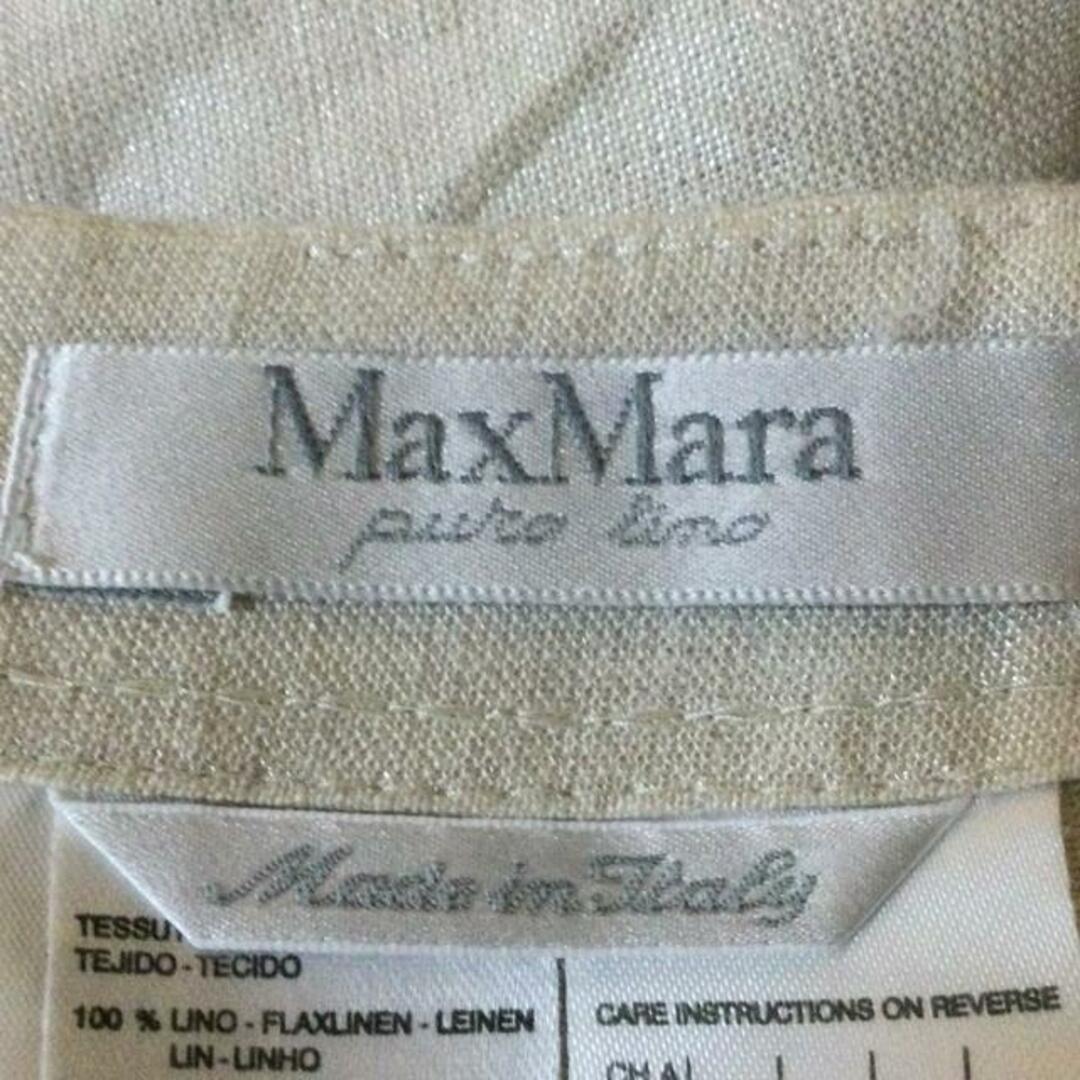 MaxMara
puro lino
Made in Italy
TEJIDO - TECIDO
100 % LINO - FLAXLINEN - LEINEN
LIN - LINHO
CARE INSTRUCTIONS ON REVERSE